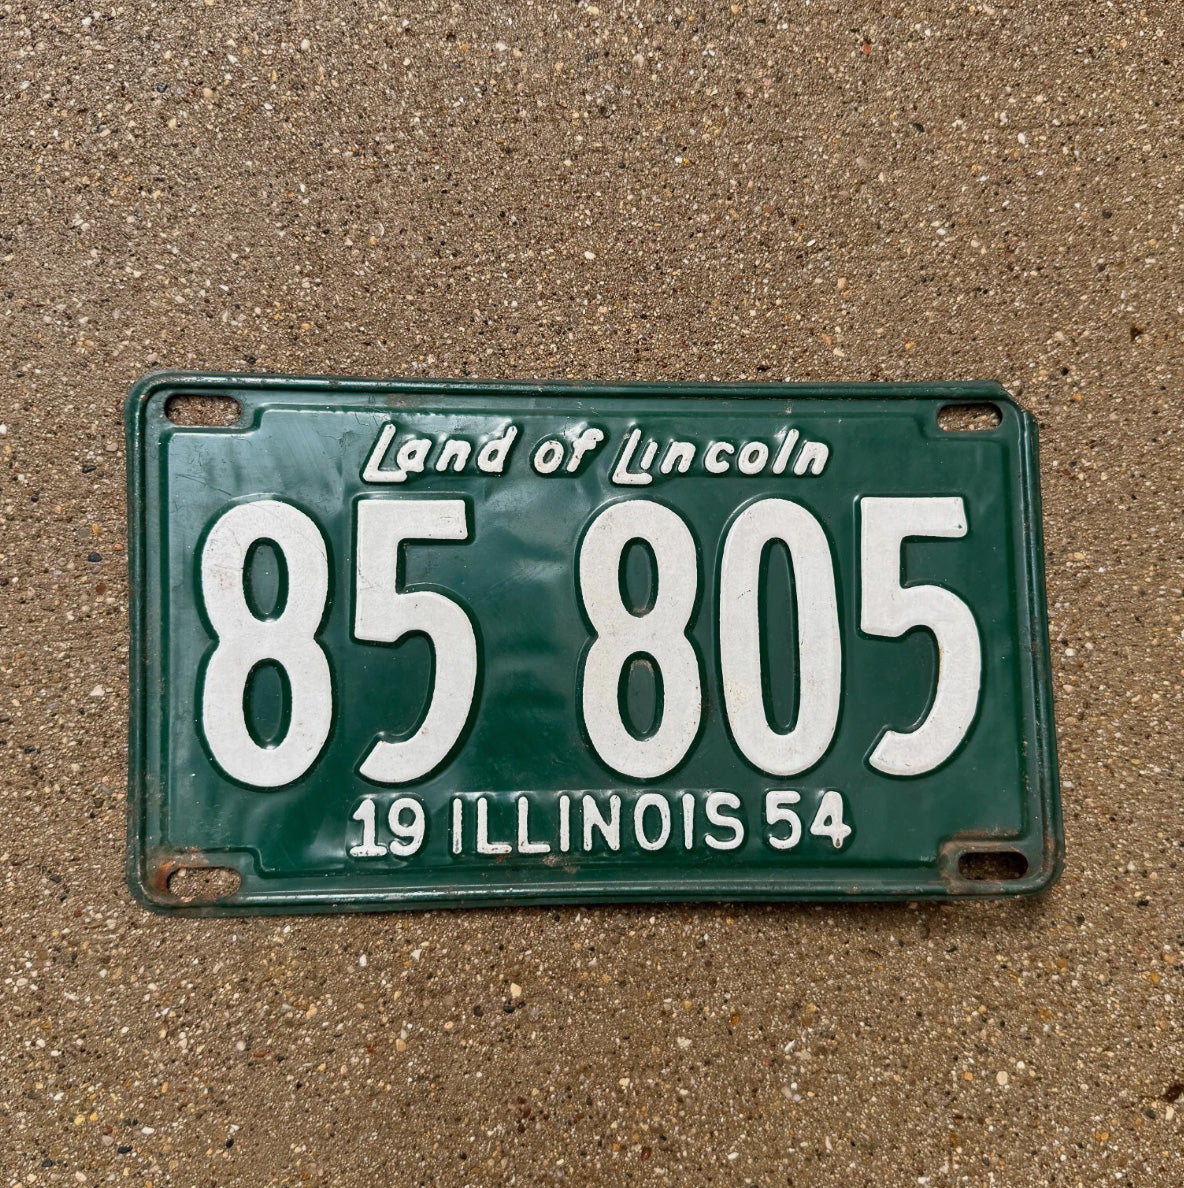 Land of Lincoln
85 805
19 ILLINOIS 54